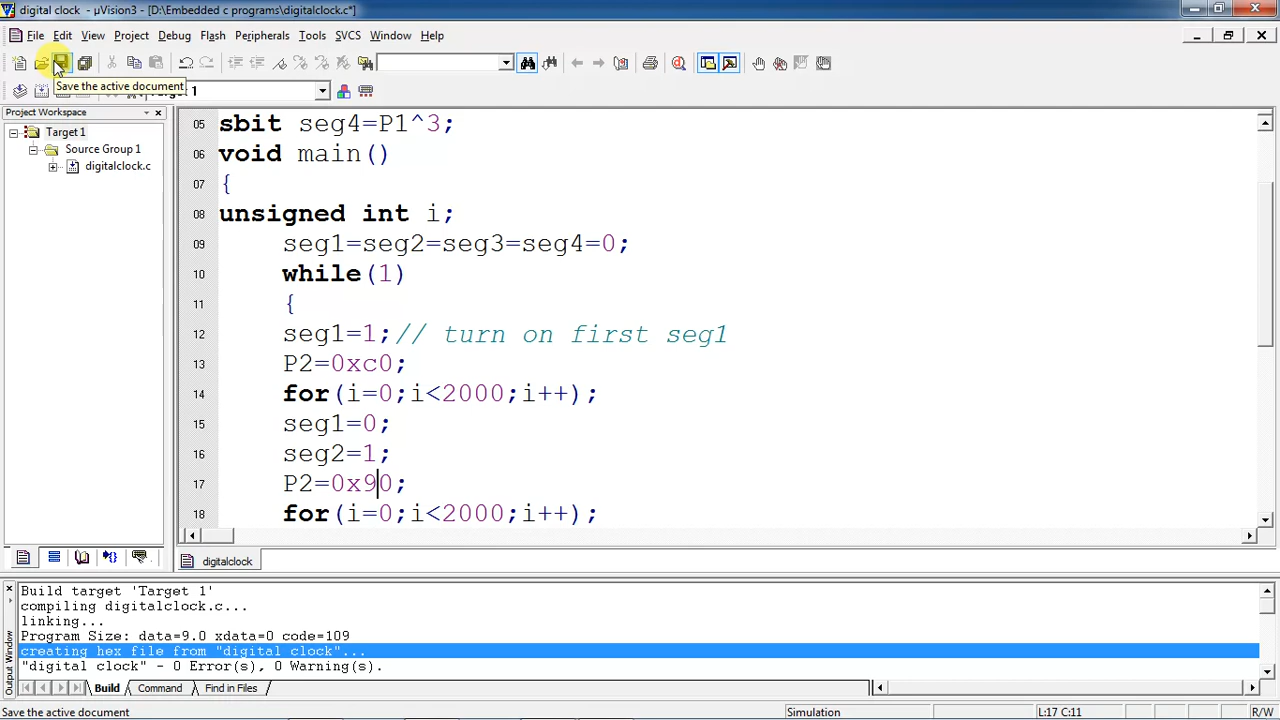 digital clock - µVision3 - [D:\Embedded c programs\digitalclock.c*]
File Edit View Project Debug Flash Peripherals Tools SVCS Window Help
Save the active document
1
Project Workspace
Target 1
Source Group 1
digitalclock.c
05 sbit seg4=P1^3;
06 void main()
07 {
08 unsigned int i;
09 seg1=seg2=seg3=seg4=0;
10 while(1)
11 {
12 seg1=1;// turn on first seg1
13 P2=0xc0;
14 for(i=0;i<2000;i++);
15 seg1=0;
16 seg2=1;
17 P2=0x90;
18 for(i=0;i<2000;i++);
digitalclock
Build target 'Target 1'
compiling digitalclock.c...
linking...
Program Size: data=9.0 xdata=0 code=109
creating hex file from "digital clock"...
"digital clock" - 0 Error(s), 0 Warning(s).
Output Window
Build Command Find in Files
Save the active document Simulation L:17 C:11 R/W